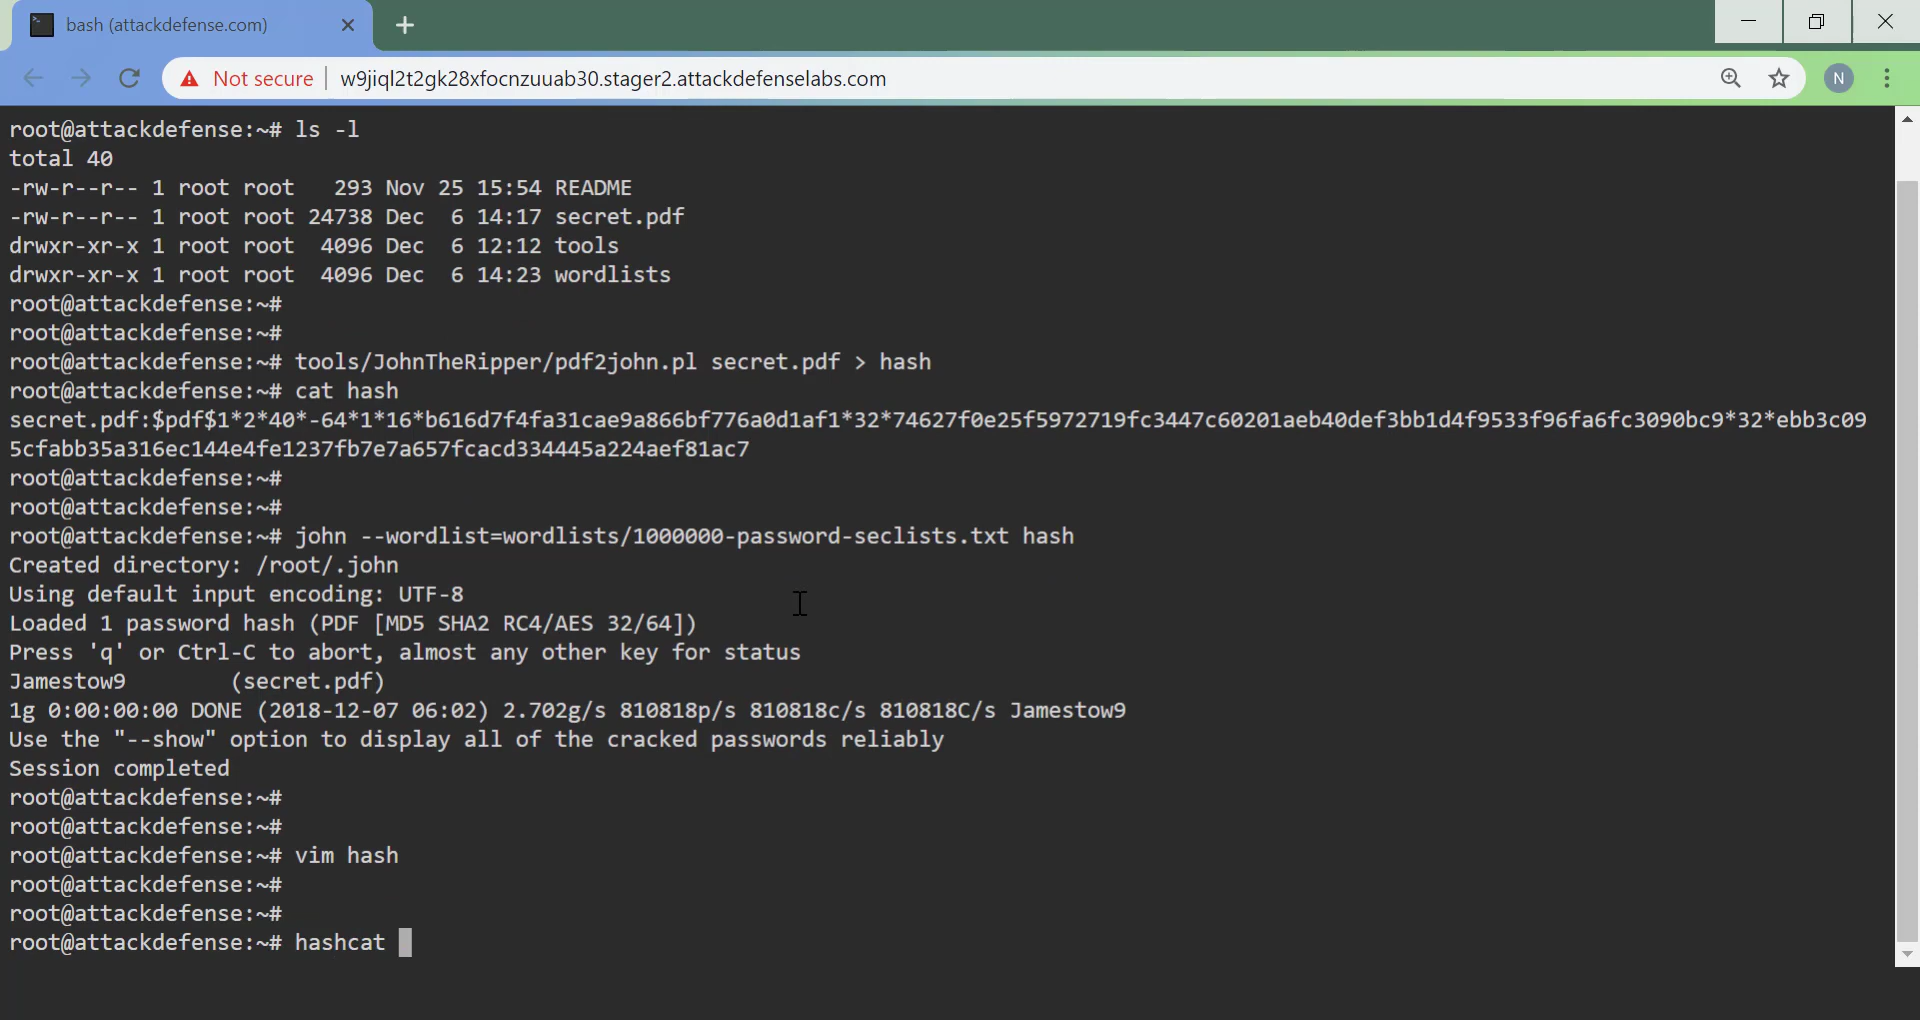 bash (attackdefense.com)
Not secure w9jiql2t2gk28xfocnzuuab30.stager2.attackdefenselabs.com
N
root@attackdefense:~# ls -l
total 40
-rw-r--r-- 1 root root   293 Nov 25 15:54 README
-rw-r--r-- 1 root root 24738 Dec  6 14:17 secret.pdf
drwxr-xr-x 1 root root  4096 Dec  6 12:12 tools
drwxr-xr-x 1 root root  4096 Dec  6 14:23 wordlists
root@attackdefense:~#
root@attackdefense:~#
root@attackdefense:~# tools/JohnTheRipper/pdf2john.pl secret.pdf > hash
root@attackdefense:~# cat hash
secret.pdf:$pdf$1*2*40*-64*1*16*b616d7f4fa31cae9a866bf776a0d1af1*32*74627f0e25f5972719fc3447c60201aeb40def3bb1d4f9533f96fa6fc3090bc9*32*ebb3c09
5cfabb35a316ec144e4fe1237fb7e7a657fcacd334445a224aef81ac7
root@attackdefense:~#
root@attackdefense:~#
root@attackdefense:~# john --wordlist=wordlists/1000000-password-seclists.txt hash
Created directory: /root/.john
Using default input encoding: UTF-8
Loaded 1 password hash (PDF [MD5 SHA2 RC4/AES 32/64])
Press 'q' or Ctrl-C to abort, almost any other key for status
Jamestow9        (secret.pdf)
1g 0:00:00:00 DONE (2018-12-07 06:02) 2.702g/s 810818p/s 810818c/s 810818C/s Jamestow9
Use the "--show" option to display all of the cracked passwords reliably
Session completed
root@attackdefense:~#
root@attackdefense:~#
root@attackdefense:~# vim hash
root@attackdefense:~#
root@attackdefense:~#
root@attackdefense:~# hashcat